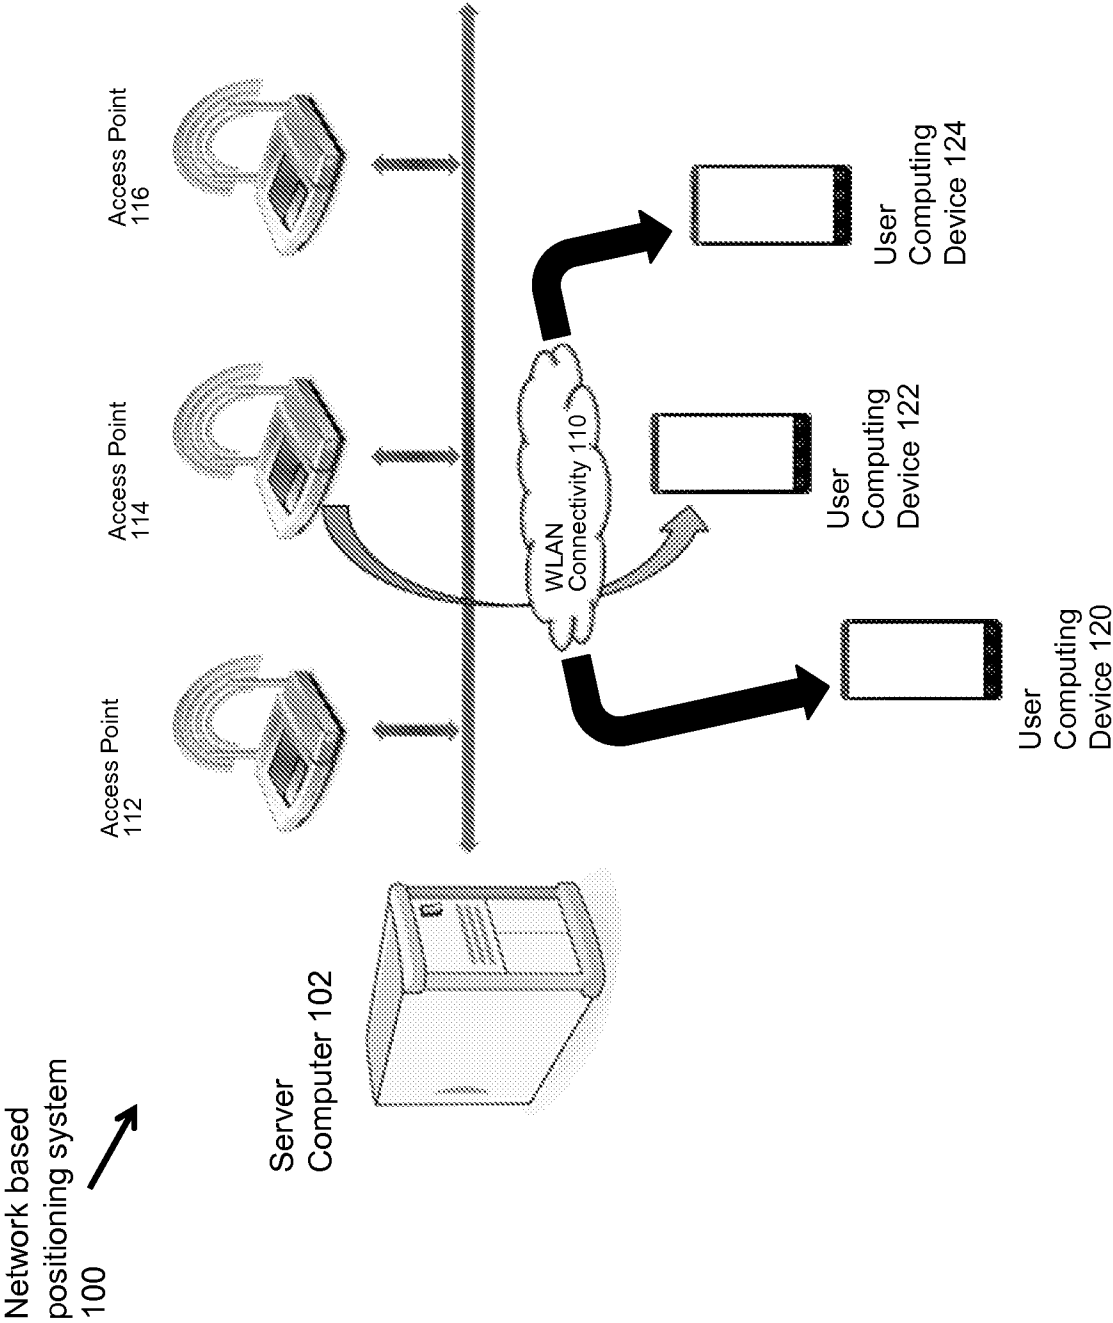 Network based
positioning system
100
Server
Computer 102
Access Point
112
Access Point
114
Access Point
116
WLAN
Connectivity 110
User
Computing
Device 120
User
Computing
Device 122
User
Computing
Device 124